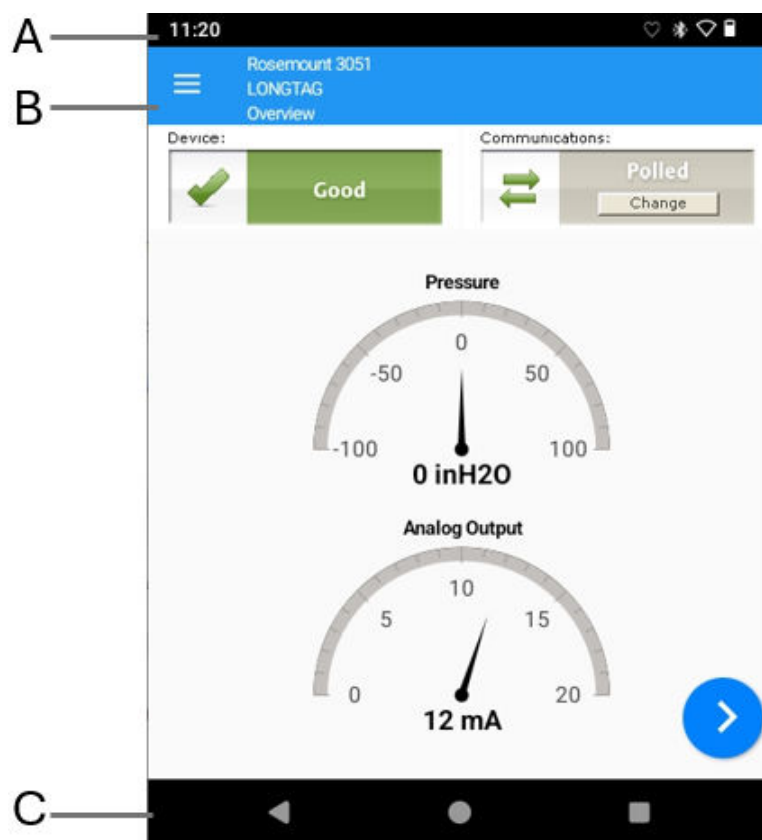 A
11:20
B
Rosemount 3051
LONGTAG
Overview
Device:
Communications:
Good
Polled
Change
Pressure
0
-50
50
-100
100
0 inH2O
Analog Output
10
5
15
0
20
12 mA
C